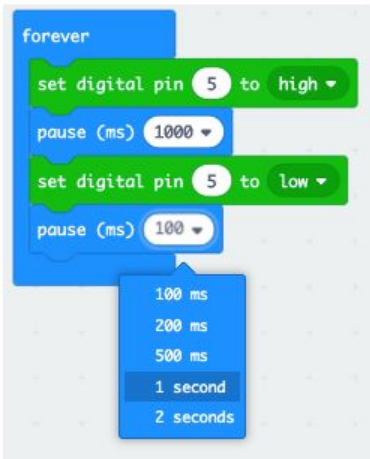 forever
set digital pin 5 to high
pause (ms) 1000
set digital pin 5 to low
pause (ms) 100
100 ms
200 ms
500 ms
1 second
2 seconds